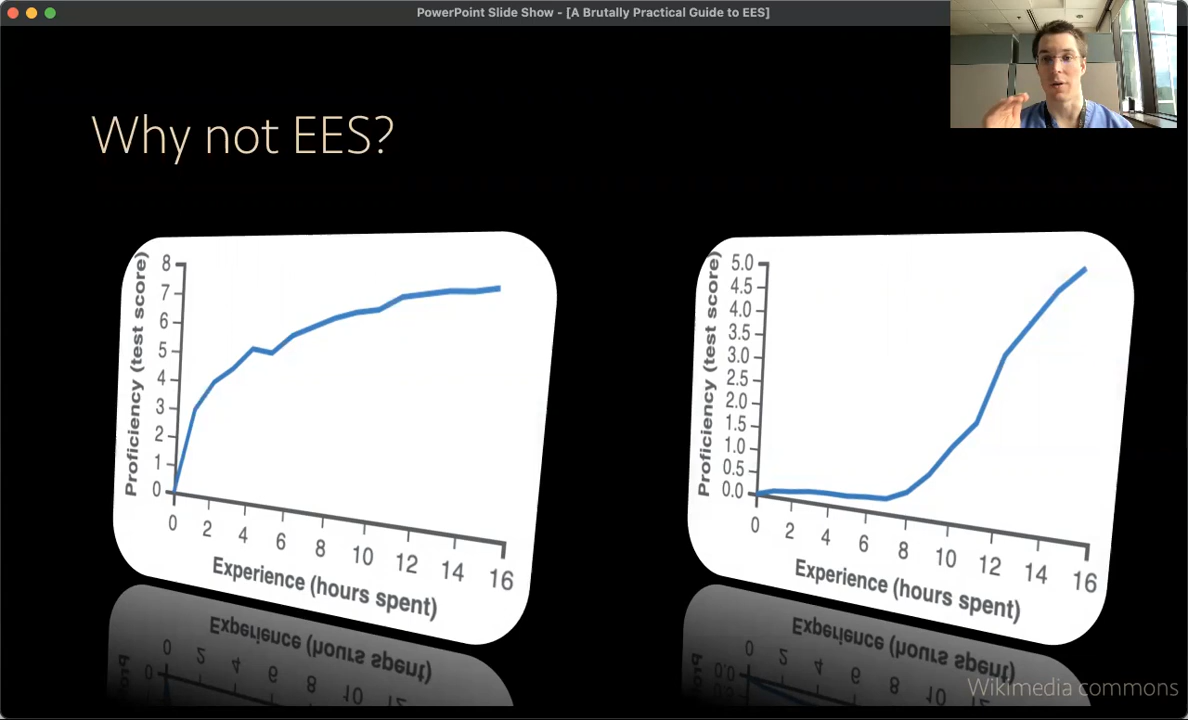 PowerPoint Slide Show - [A Brutally Practical Guide to EES]
Why not EES?
Proficiency (test score)
8
7
6
5
4
3
2
1
0
0 2 4 6 8 10 12 14 16
Experience (hours spent)
Proficiency (test score)
5.0
4.5
4.0
3.5
3.0
2.5
2.0
1.5
1.0
0.5
0.0
0 2 4 6 8 10 12 14 16
Experience (hours spent)
Wikimedia commons